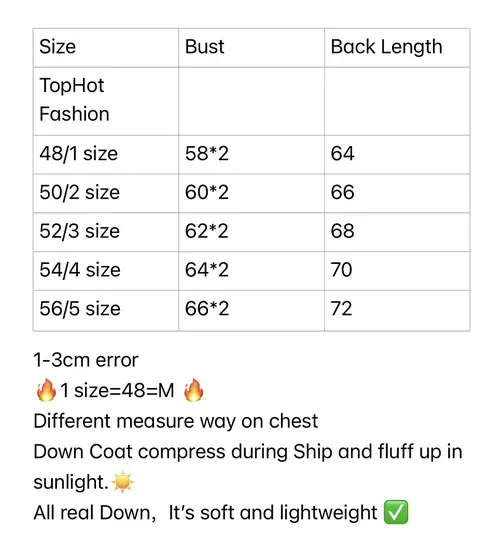 Size Bust Back Length
TopHot
Fashion
48/1 size 58*2 64
50/2 size 60*2 66
52/3 size 62*2 68
54/4 size 64*2 70
56/5 size 66*2 72
1-3cm error
🔥1 size=48=M 🔥
Different measure way on chest
Down Coat compress during Ship and fluff up in
sunlight.☀️
All real Down, It's soft and lightweight ✅